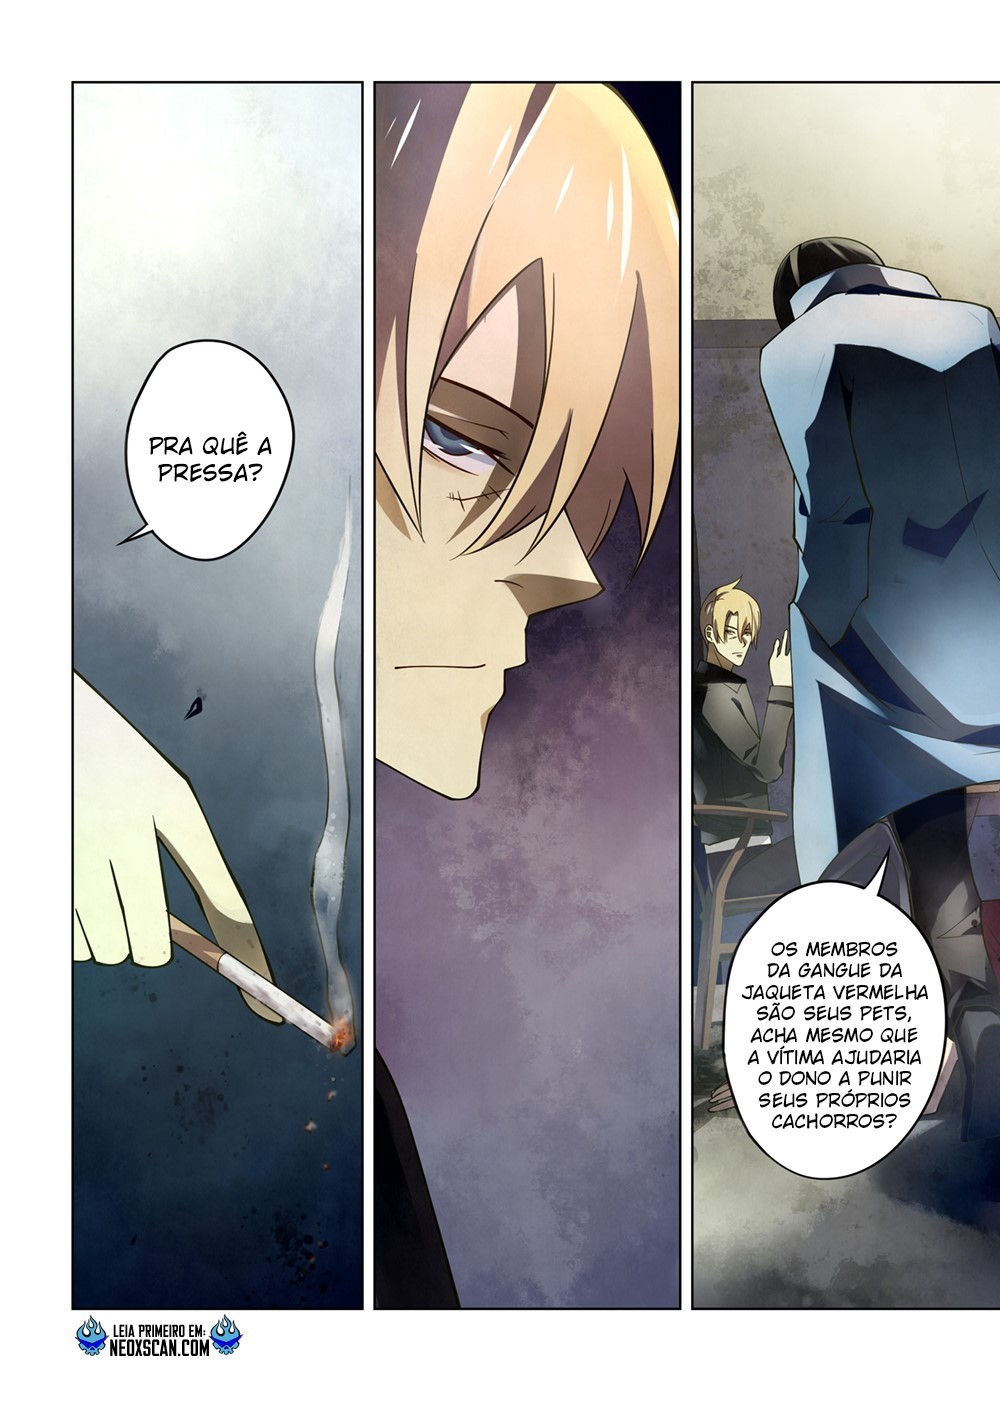 PRA QUÊ A
PRESSA?
OS MEMBROS
DA GANGUE DA
JAQUETA VERMELHA
SÃO SEUS PETS,
ACHA MESMO QUE
A VÍTIMA AJUDARIA
O DONO A PUNIR
SEUS PRÓPRIOS
CACHORROS?
LEIA PRIMEIRO EM:
NEOXSCAN.COM